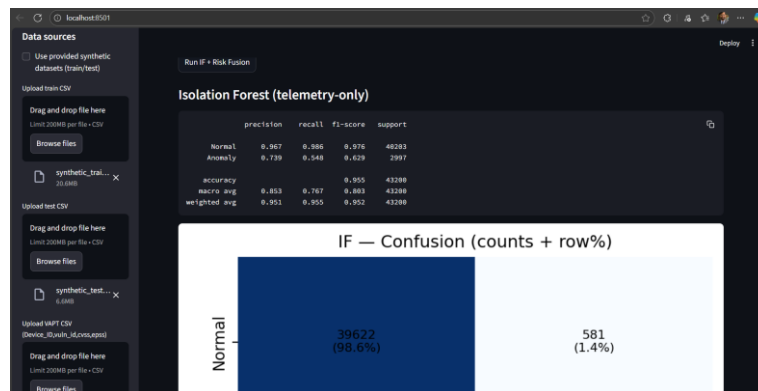 localhost:8501
Deploy
Data sources
Use provided synthetic
datasets (train/test)
Upload train CSV
Drag and drop file here
Limit 200MB per file • CSV
Browse files
synthetic_trai...
20.6MB
Upload test CSV
Drag and drop file here
Limit 200MB per file • CSV
Browse files
synthetic_test...
6.6MB
Upload VAPT CSV
(Device_ID,vuln_id,cvss,epss)
Drag and drop file here
Limit 200MB per file • CSV
Browse files
Run IF + Risk Fusion
Isolation Forest (telemetry-only)
precision recall f1-score support
Normal 0.967 0.986 0.976 40203
Anomaly 0.739 0.548 0.629 2997
accuracy 0.955 43200
macro avg 0.853 0.767 0.803 43200
weighted avg 0.951 0.955 0.952 43200
IF — Confusion (counts + row%)
Normal
39622
(98.6%)
581
(1.4%)